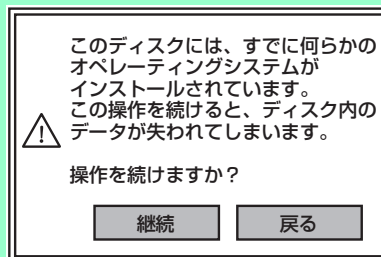 このディスクには、すでに何らかの
オペレーティングシステムが
インストールされています。
この操作を続けると、ディスク内の
データが失われてしまいます。
操作を続けますか？
継続
戻る